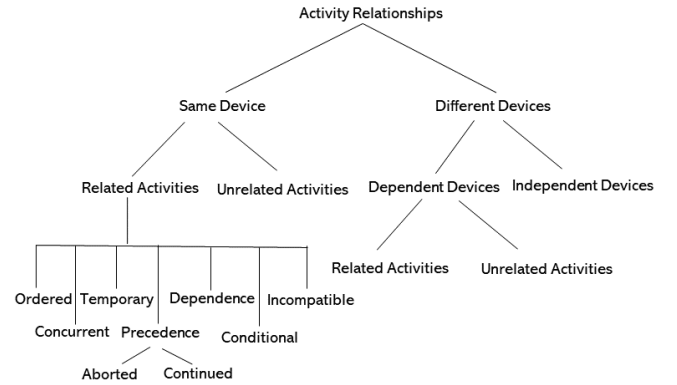 Activity Relationships
Same Device
Different Devices
Related Activities
Unrelated Activities
Dependent Devices
Independent Devices
Related Activities
Unrelated Activities
Ordered
Temporary
Dependence
Incompatible
Concurrent
Precedence
Conditional
Aborted
Continued